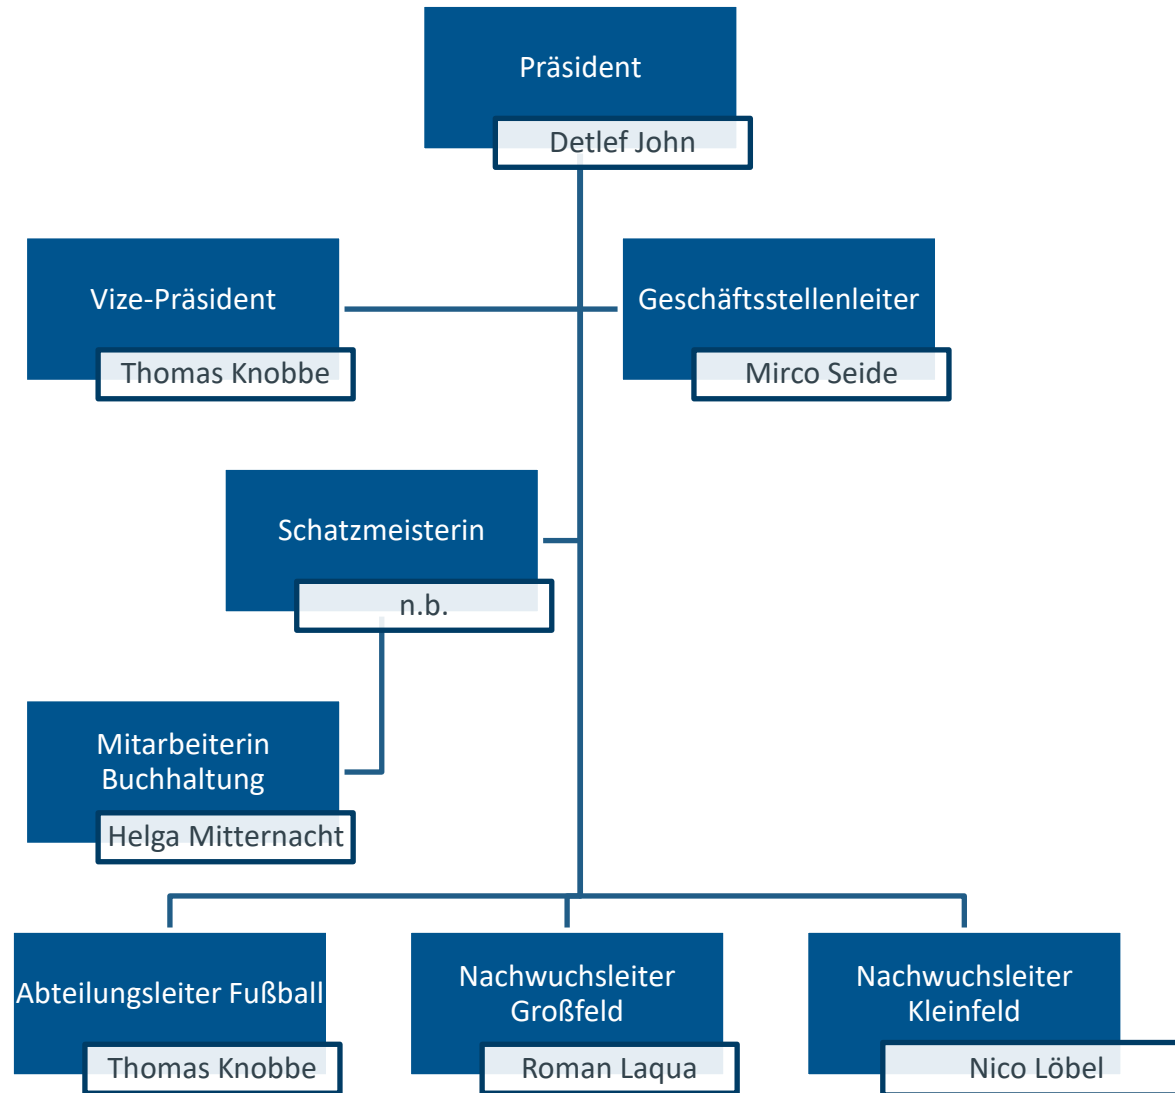 Präsident
Detlef John
Vize-Präsident
Thomas Knobbe
Geschäftsstellenleiter
Mirco Seide
Schatzmeisterin
n.b.
Mitarbeiterin
Buchhaltung
Helga Mitternacht
Abteilungsleiter Fußball
Thomas Knobbe
Nachwuchsleiter
Großfeld
Roman Laqua
Nachwuchsleiter
Kleinfeld
Nico Löbel